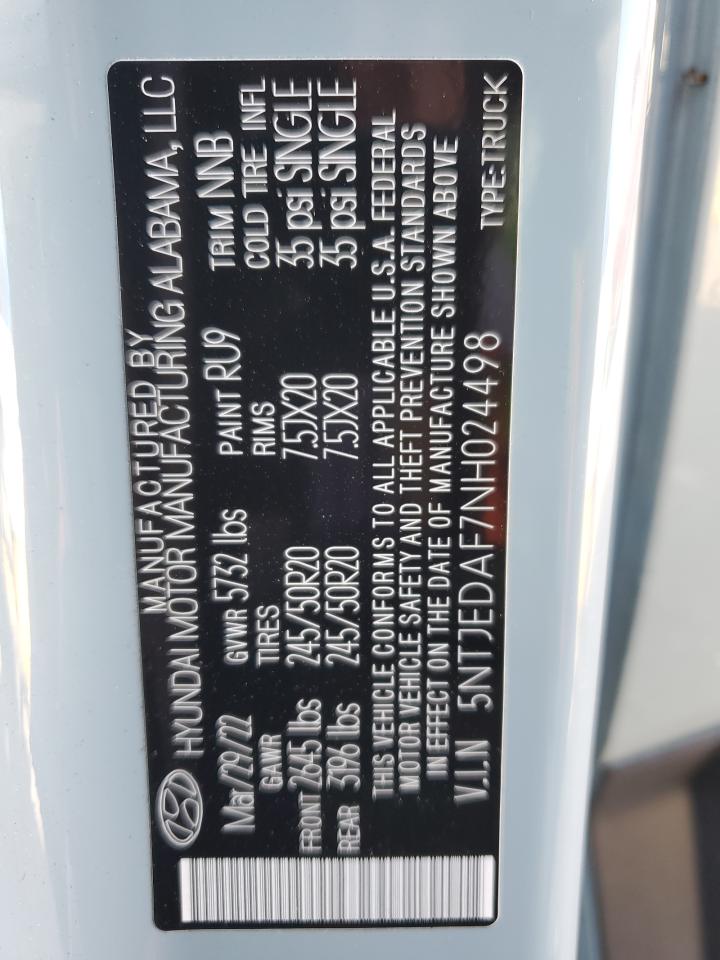 MANUFACTURED BY
HYUNDAI MOTOR MANUFACTURING ALABAMA, LLC
Mar/29/22 GVWR 5732 lbs PAINT RU9 TRIM NNB
GAWR TIRES RIMS COLD TIRE INFL
FRONT 2645 lbs 245/50R20 7.5JX20 35 psi SINGLE
REAR 3196 lbs 245/50R20 7.5JX20 35 psi SINGLE
THIS VEHICLE CONFORMS TO ALL APPLICABLE U.S.A. FEDERAL
MOTOR VEHICLE SAFETY AND THEFT PREVENTION STANDARDS
IN EFFECT ON THE DATE OF MANUFACTURE SHOWN ABOVE
V.I.N 5NTJEDAF7NH024498 TYPE:TRUCK